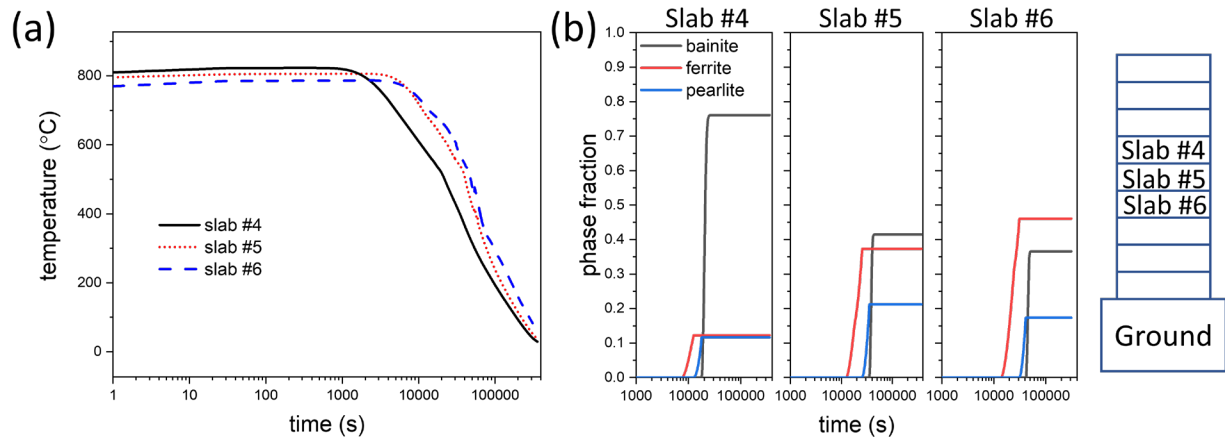 (a)
temperature (°C)
800
600
400
200
0
slab #4
slab #5
slab #6
1
10
100
1000
10000
100000
time (s)
(b)
Slab #4
Slab #5
Slab #6
phase fraction
1.0
0.9
0.8
0.7
0.6
0.5
0.4
0.3
0.2
0.1
0.0
bainite
ferrite
pearlite
1000
10000
100000
1000
10000
100000
1000
10000
100000
time (s)
time (s)
time (s)
Slab #4
Slab #5
Slab #6
Ground